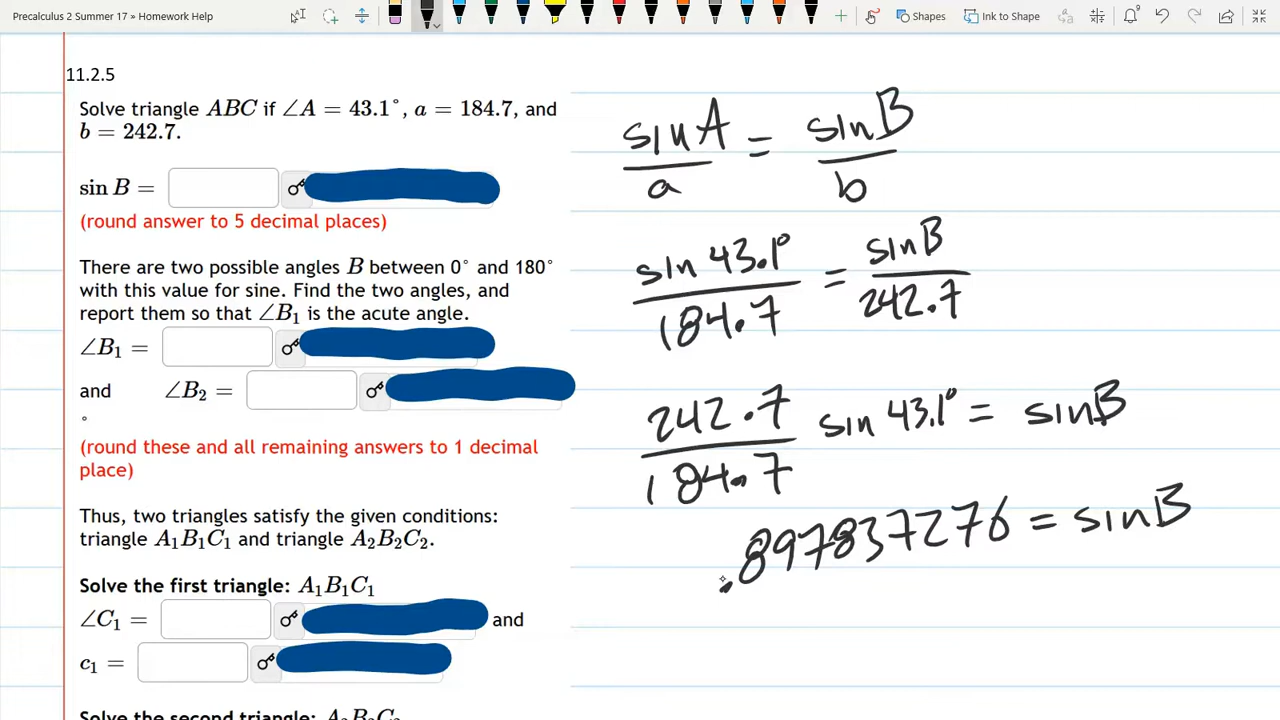 Precalculus 2 Summer 17 » Homework Help
Shapes
Ink to Shape
11.2.5
Solve triangle ABC if ∠A = 43.1°, a = 184.7, and
b = 242.7.
sin B =
(round answer to 5 decimal places)
There are two possible angles B between 0° and 180°
with this value for sine. Find the two angles, and
report them so that ∠B₁ is the acute angle.
∠B₁ =
and ∠B₂ =
°
(round these and all remaining answers to 1 decimal
place)
Thus, two triangles satisfy the given conditions:
triangle A₁B₁C₁ and triangle A₂B₂C₂.
Solve the first triangle: A₁B₁C₁
∠C₁ = and
c₁ =
Solve the second triangle: A₂B₂C₂
sin A = sin B
a b
sin 43.1° = sin B
184.7 242.7
242.7 sin 43.1° = sin B
184.7
.897837276 = sin B